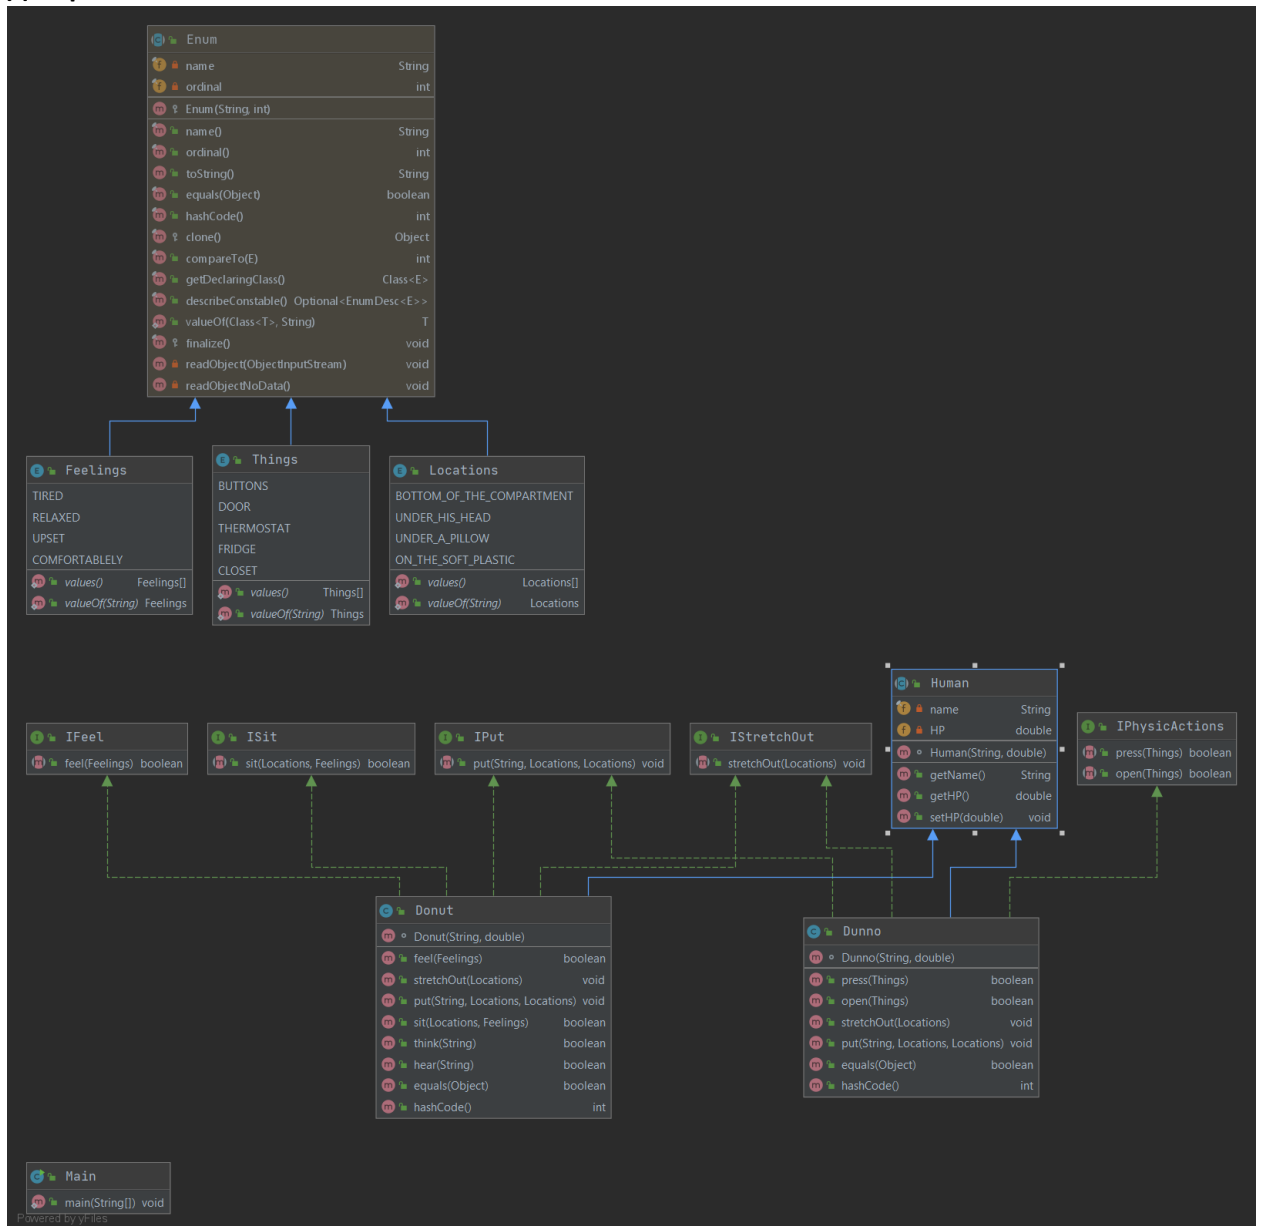 Enum
name String
ordinal int
Enum(String, int)
name() String
ordinal() int
toString() String
equals(Object) boolean
hashCode() int
clone() Object
compareTo(E) int
getDeclaringClass() Class<E>
describeConstable() Optional<EnumDesc<E>>
valueOf(Class<T>, String) T
finalize() void
readObject(ObjectInputStream) void
readObjectNoData() void
Feelings
TIRED
RELAXED
UPSET
COMFORTABLELY
values() Feelings[]
valueOf(String) Feelings
Things
BUTTONS
DOOR
THERMOSTAT
FRIDGE
CLOSET
values() Things[]
valueOf(String) Things
Locations
BOTTOM_OF_THE_COMPARTMENT
UNDER_HIS_HEAD
UNDER_A_PILLOW
ON_THE_SOFT_PLASTIC
values() Locations[]
valueOf(String) Locations
IFeel
feel(Feelings) boolean
ISit
sit(Locations, Feelings) boolean
IPut
put(String, Locations, Locations) void
IStretchOut
stretchOut(Locations) void
Human
name String
HP double
Human(String, double)
getName() String
getHP() double
setHP(double) void
IPhysicActions
press(Things) boolean
open(Things) boolean
Donut
Donut(String, double)
feel(Feelings) boolean
stretchOut(Locations) void
put(String, Locations, Locations) void
sit(Locations, Feelings) boolean
think(String) boolean
hear(String) boolean
equals(Object) boolean
hashCode() int
Dunno
Dunno(String, double)
press(Things) boolean
open(Things) boolean
stretchOut(Locations) void
put(String, Locations, Locations) void
equals(Object) boolean
hashCode() int
Main
main(String[]) void
Powered by yFiles